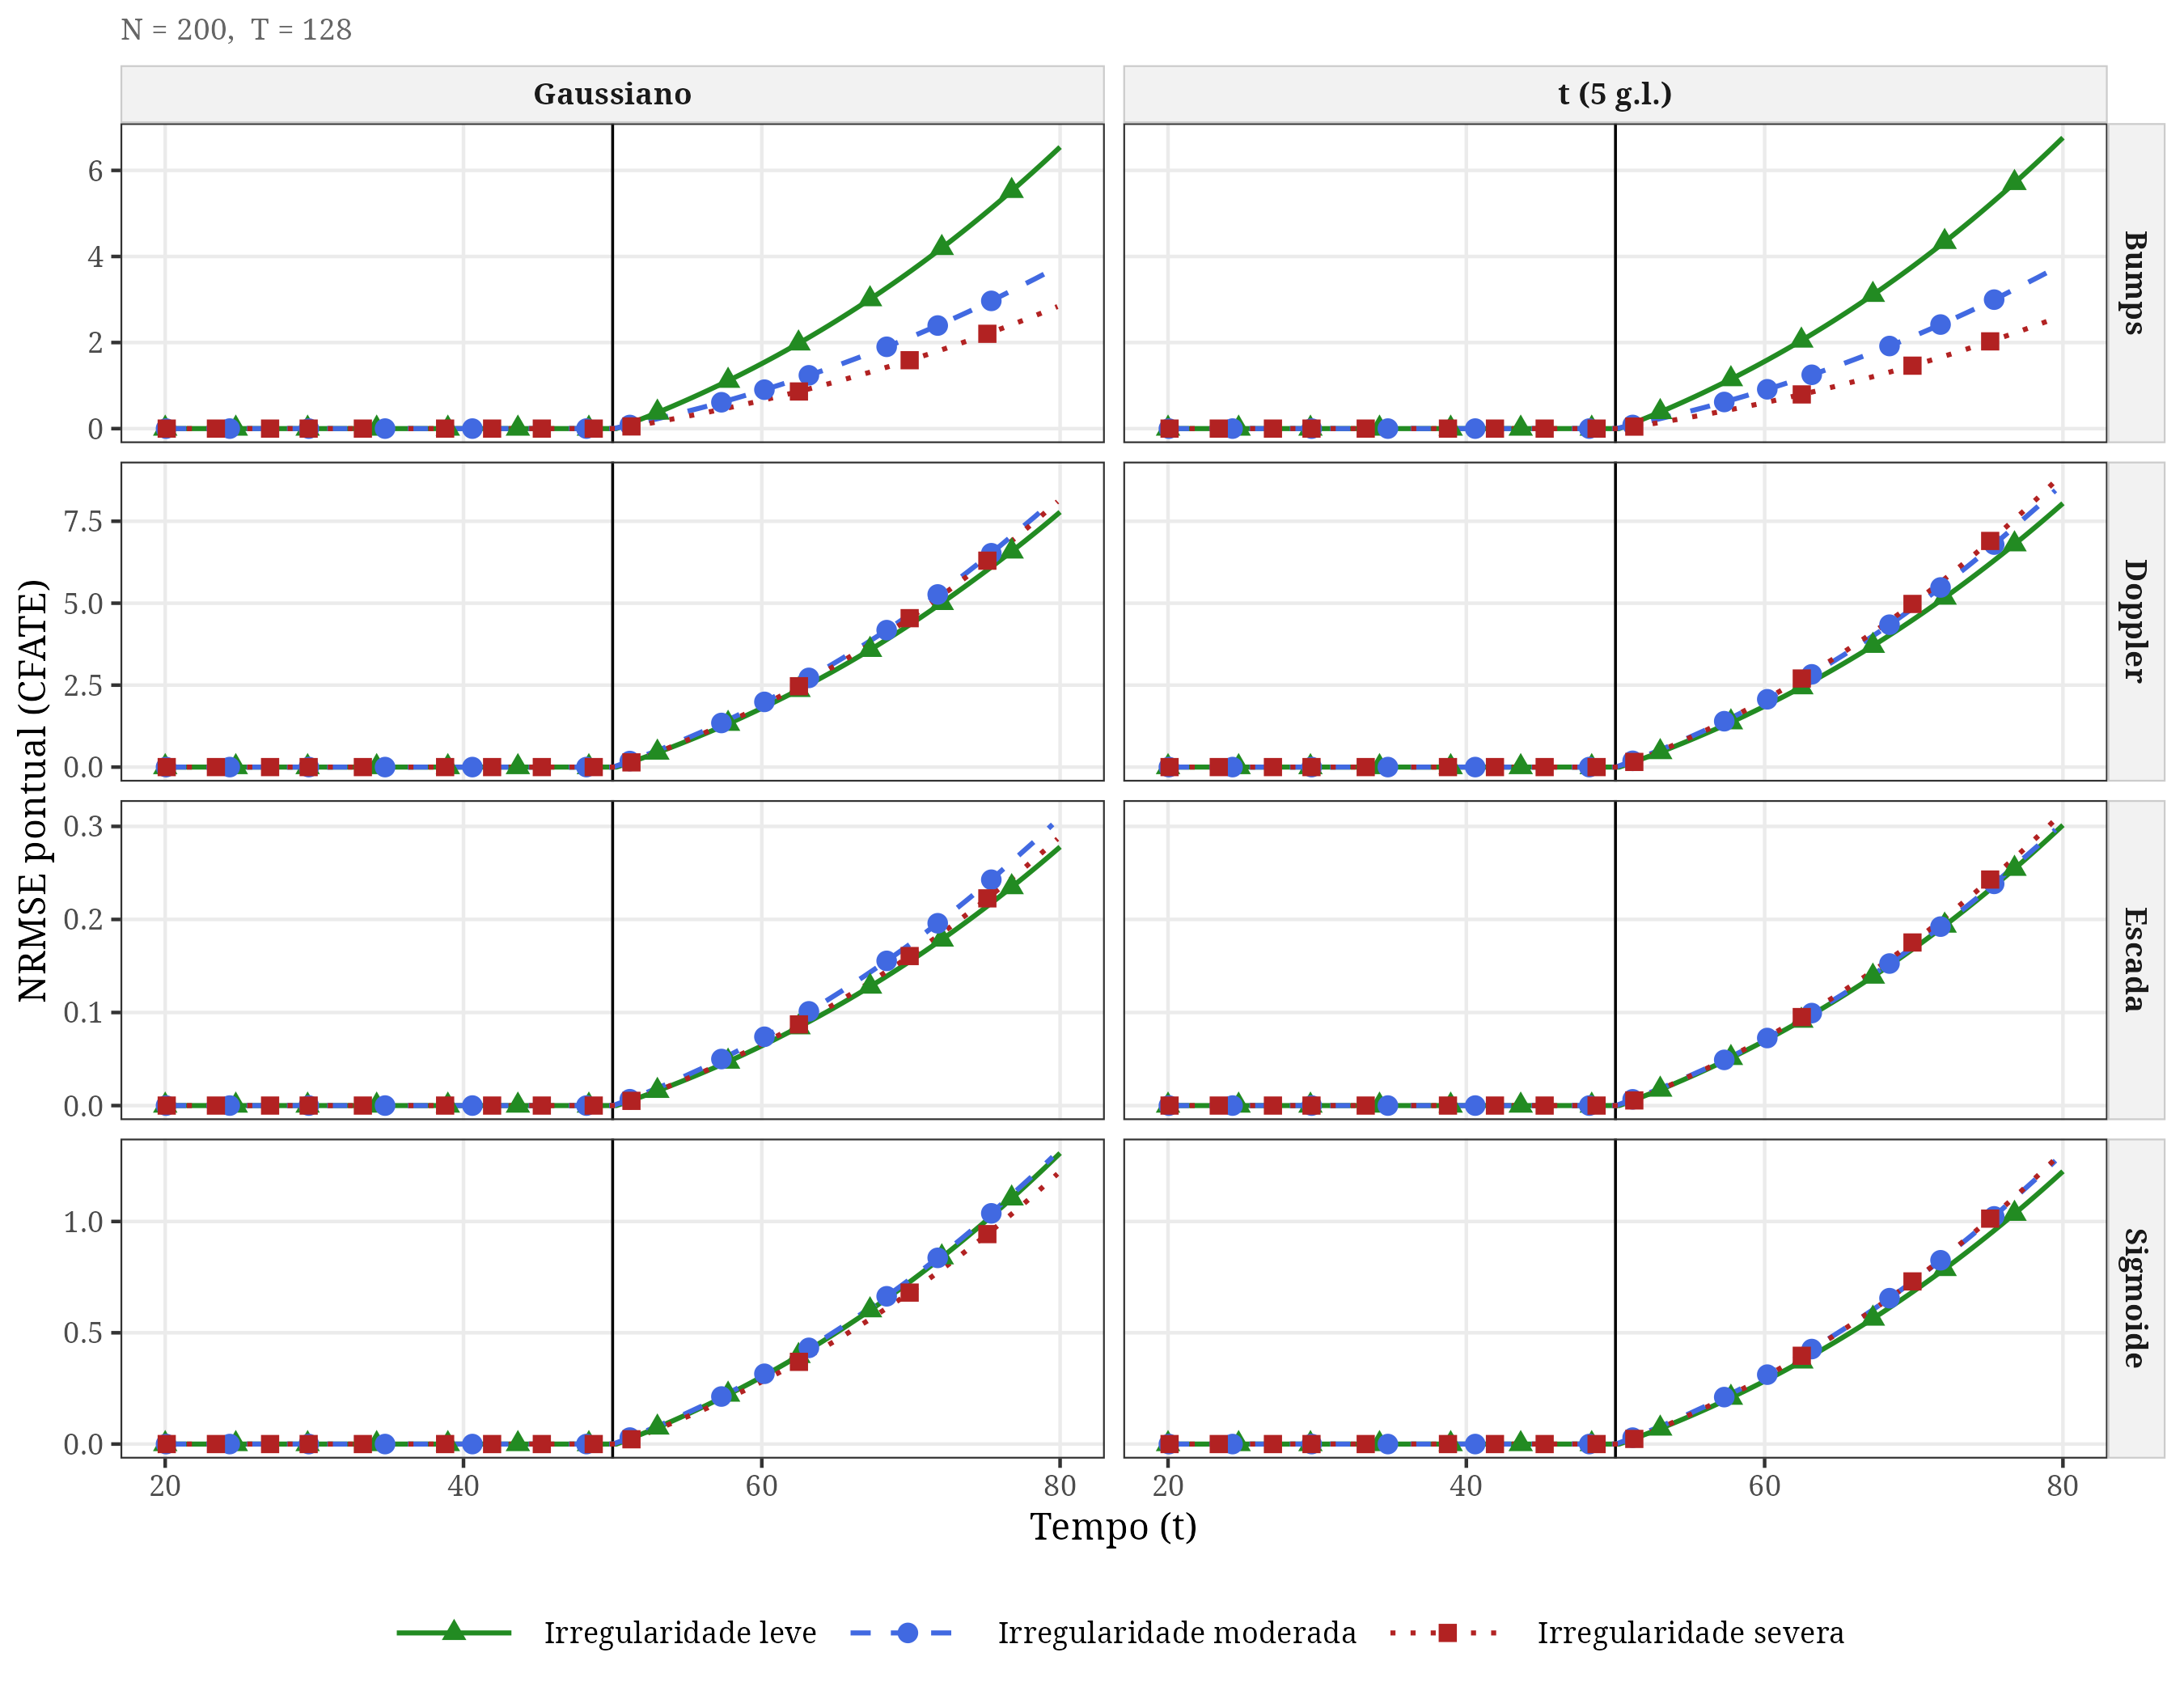 N = 200,  T = 128
Gaussiano
t (5 g.l.)
NRMSE pontual (CFATE)
6
4
2
0
Bumps
7.5
5.0
2.5
0.0
Doppler
0.3
0.2
0.1
0.0
Escada
1.0
0.5
0.0
Sigmoide
20 40 60 80
20 40 60 80
Tempo (t)
Irregularidade leve
Irregularidade moderada
Irregularidade severa